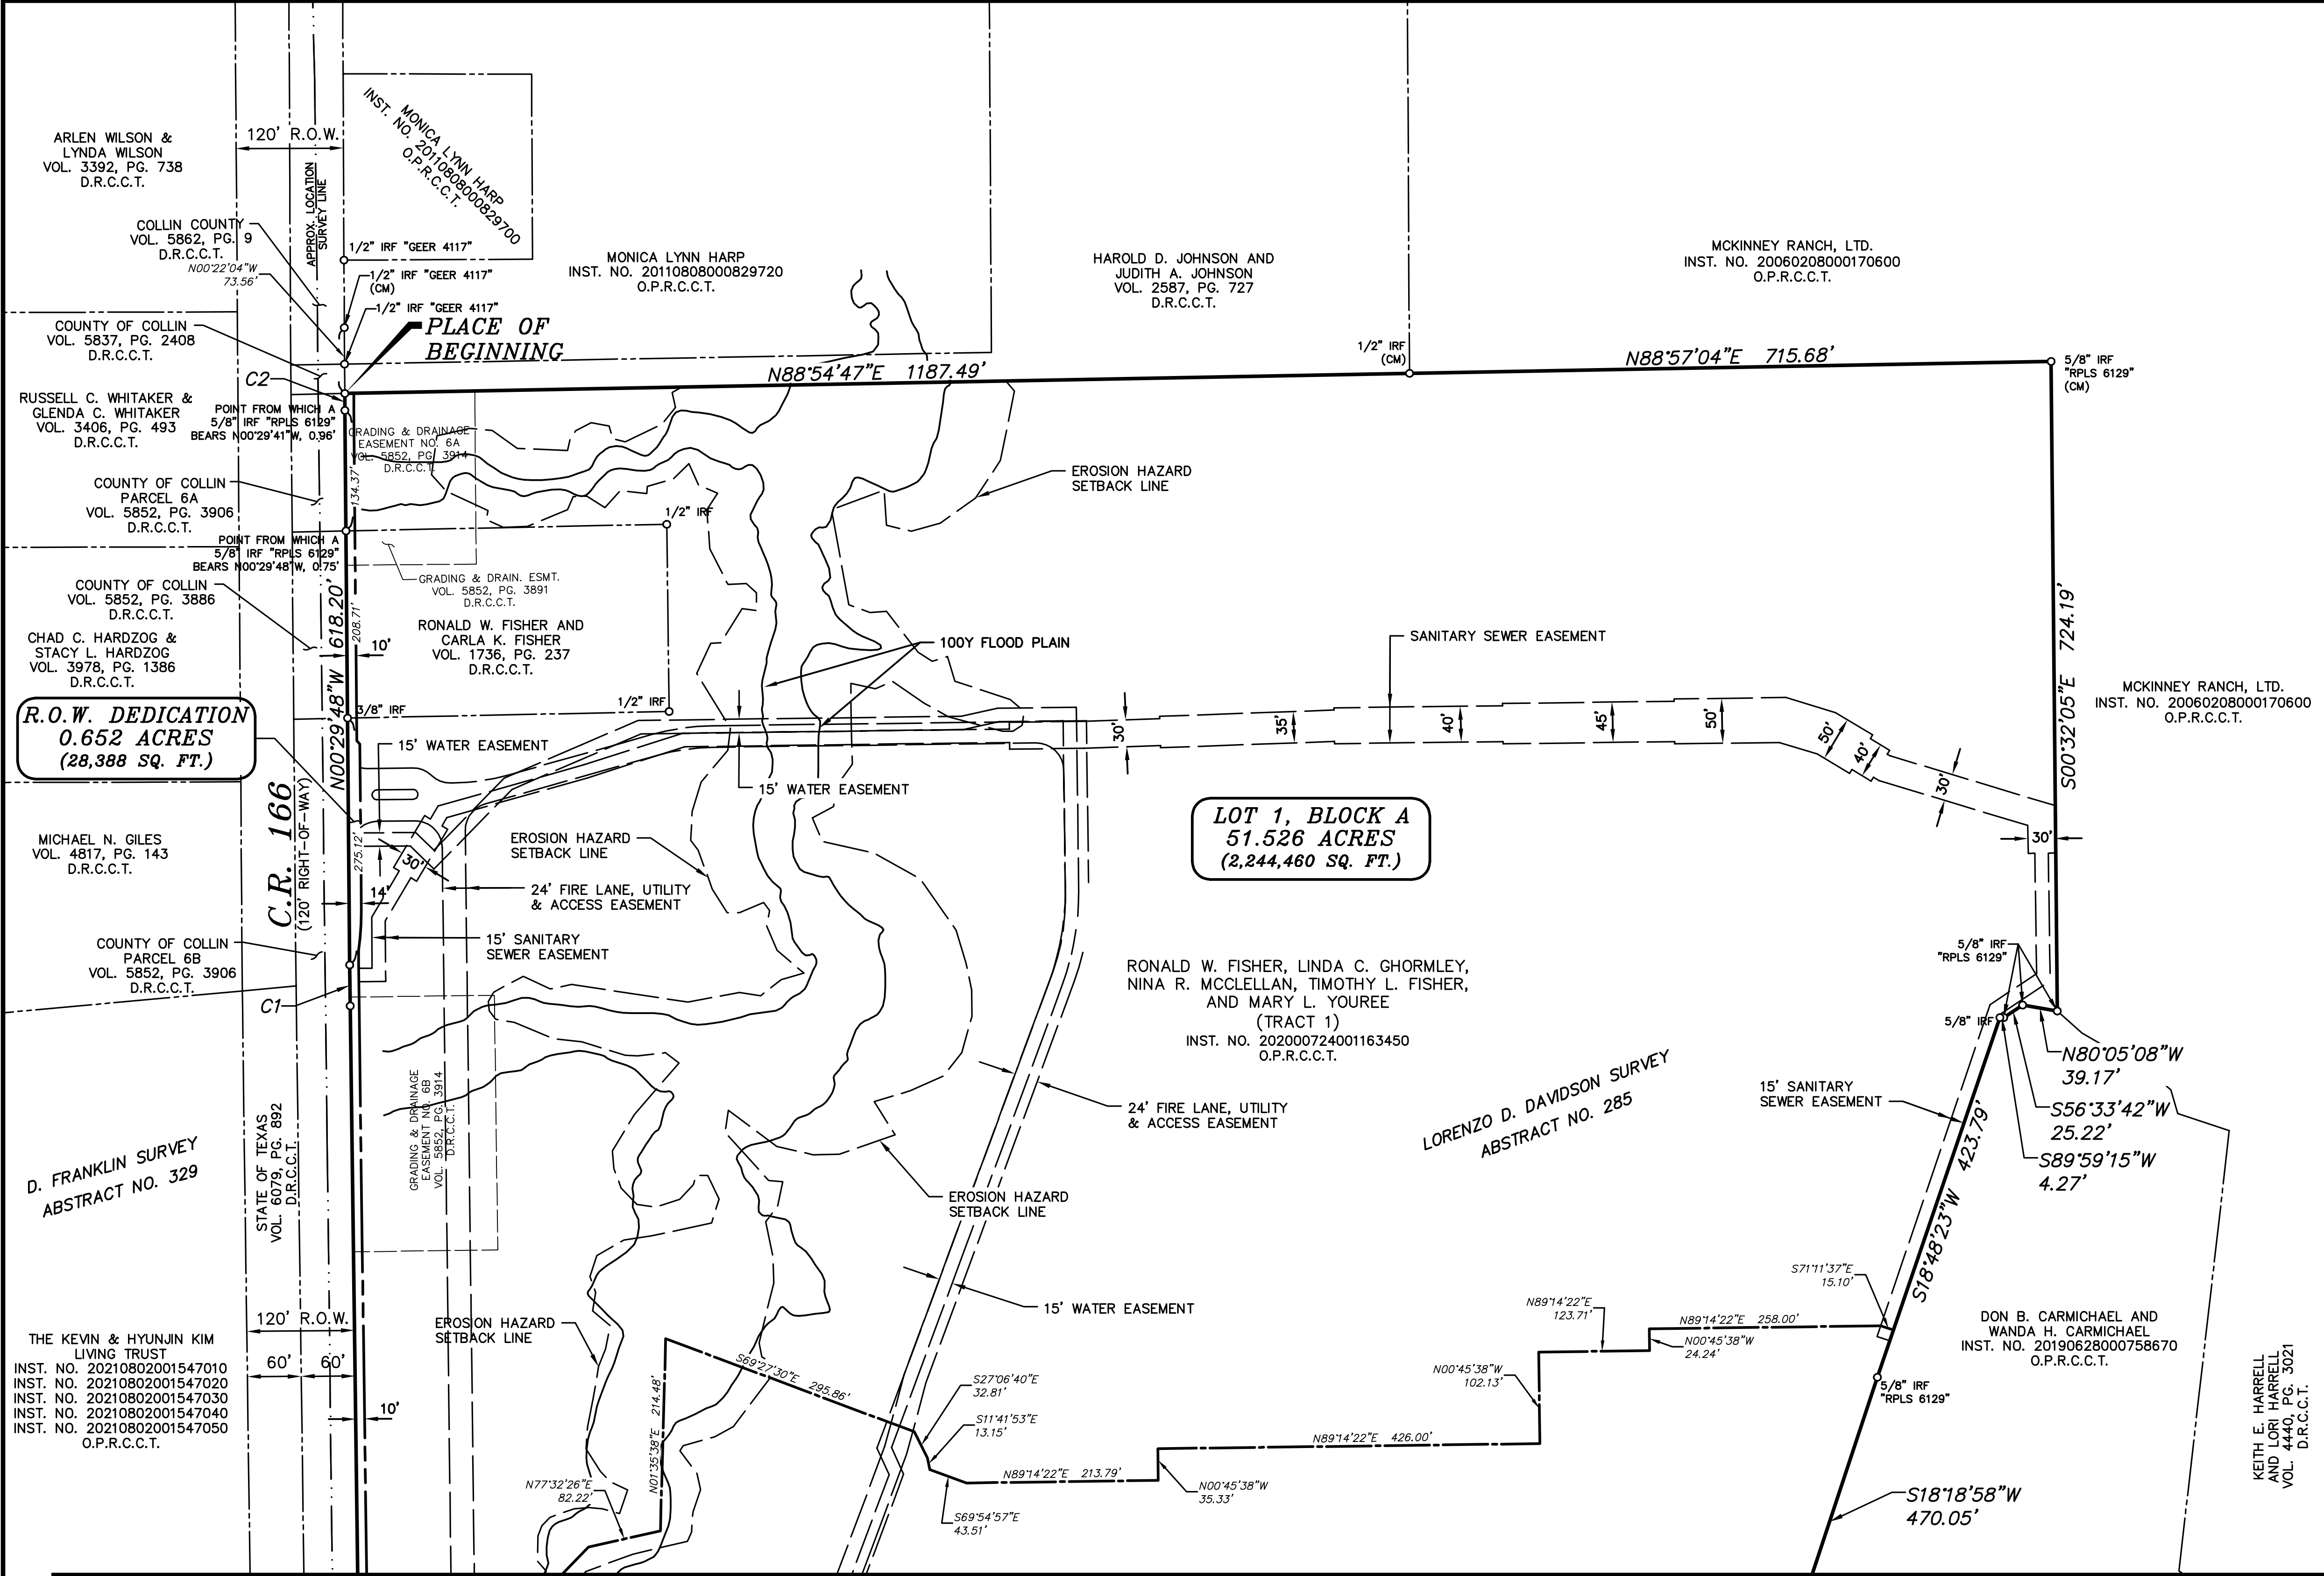 ARLEN WILSON &
LYNDA WILSON
VOL. 3392, PG. 738
D.R.C.C.T.
120' R.O.W.
APPROX. LOCATION
SURVEY LINE
MONICA LYNN HARP
INST. NO. 20110808000829700
O.P.R.C.C.T.
COLLIN COUNTY
VOL. 5862, PG. 9
D.R.C.C.T.
N00°22'04"W
73.56'
1/2" IRF "GEER 4117"
1/2" IRF "GEER 4117"
(CM)
1/2" IRF "GEER 4117"
PLACE OF
BEGINNING
MONICA LYNN HARP
INST. NO. 20110808000829720
O.P.R.C.C.T.
HAROLD D. JOHNSON AND
JUDITH A. JOHNSON
VOL. 2587, PG. 727
D.R.C.C.T.
MCKINNEY RANCH, LTD.
INST. NO. 20060208000170600
O.P.R.C.C.T.
COUNTY OF COLLIN
VOL. 5837, PG. 2408
D.R.C.C.T.
C2
N88°54'47"E 1187.49'
1/2" IRF
(CM)
N88°57'04"E 715.68'
5/8" IRF
"RPLS 6129"
(CM)
RUSSELL C. WHITAKER &
GLENDA C. WHITAKER
VOL. 3406, PG. 493
D.R.C.C.T.
POINT FROM WHICH A
5/8" IRF "RPLS 6129"
BEARS N00°29'41"W, 0.96'
GRADING & DRAINAGE
EASEMENT NO. 6A
VOL. 5852, PG. 3914
D.R.C.C.T.
134.37'
EROSION HAZARD
SETBACK LINE
COUNTY OF COLLIN
PARCEL 6A
VOL. 5852, PG. 3906
D.R.C.C.T.
1/2" IRF
POINT FROM WHICH A
5/8" IRF "RPLS 6129"
BEARS N00°29'48"W, 0.75'
COUNTY OF COLLIN
VOL. 5852, PG. 3886
D.R.C.C.T.
GRADING & DRAIN. ESMT.
VOL. 5852, PG. 3891
D.R.C.C.T.
CHAD C. HARDZOG &
STACY L. HARDZOG
VOL. 3978, PG. 1386
D.R.C.C.T.
N00°29'48"W 618.20'
208.71'
10'
RONALD W. FISHER AND
CARLA K. FISHER
VOL. 1736, PG. 237
D.R.C.C.T.
100Y FLOOD PLAIN
SANITARY SEWER EASEMENT
S00°32'05"E 724.19'
MCKINNEY RANCH, LTD.
INST. NO. 20060208000170600
O.P.R.C.C.T.
R.O.W. DEDICATION
0.652 ACRES
(28,388 SQ. FT.)
3/8" IRF
1/2" IRF
15' WATER EASEMENT
30'
35'
40'
45'
50'
50'
40'
30'
30'
15' WATER EASEMENT
LOT 1, BLOCK A
51.526 ACRES
(2,244,460 SQ. FT.)
C.R. 166
(120' RIGHT-OF-WAY)
MICHAEL N. GILES
VOL. 4817, PG. 143
D.R.C.C.T.
275.12'
30'
14'
EROSION HAZARD
SETBACK LINE
24' FIRE LANE, UTILITY
& ACCESS EASEMENT
15' SANITARY
SEWER EASEMENT
COUNTY OF COLLIN
PARCEL 6B
VOL. 5852, PG. 3906
D.R.C.C.T.
C1
RONALD W. FISHER, LINDA C. GHORMLEY,
NINA R. MCCLELLAN, TIMOTHY L. FISHER,
AND MARY L. YOUREE
(TRACT 1)
INST. NO. 202000724001163450
O.P.R.C.C.T.
5/8" IRF
"RPLS 6129"
5/8" IRF
N80°05'08"W
39.17'
S56°33'42"W
25.22'
S89°59'15"W
4.27'
15' SANITARY
SEWER EASEMENT
24' FIRE LANE, UTILITY
& ACCESS EASEMENT
LORENZO D. DAVIDSON SURVEY
ABSTRACT NO. 285
S18°48'23"W 423.79'
D. FRANKLIN SURVEY
ABSTRACT NO. 329
STATE OF TEXAS
VOL. 6079, PG. 892
D.R.C.C.T.
GRADING & DRAINAGE
EASEMENT NO. 6B
VOL. 5852, PG. 3914
D.R.C.C.T.
EROSION HAZARD
SETBACK LINE
15' WATER EASEMENT
EROSION HAZARD
SETBACK LINE
120' R.O.W.
60'
60'
10'
THE KEVIN & HYUNJIN KIM
LIVING TRUST
INST. NO. 20210802001547010
INST. NO. 20210802001547020
INST. NO. 20210802001547030
INST. NO. 20210802001547040
INST. NO. 20210802001547050
O.P.R.C.C.T.
S71°11'37"E
15.10'
N89°14'22"E
123.71'
N89°14'22"E 258.00'
N00°45'38"W
24.24'
N00°45'38"W
102.13'
DON B. CARMICHAEL AND
WANDA H. CARMICHAEL
INST. NO. 20190628000758670
O.P.R.C.C.T.
5/8" IRF
"RPLS 6129"
KEITH E. HARRELL
AND LORI HARRELL
VOL. 4440, PG. 3021
D.R.C.C.T.
S69°27'30"E 295.86'
S27°06'40"E
32.81'
S11°41'53"E
13.15'
N01°35'38"E 214.48'
N77°32'26"E
82.22'
N89°14'22"E 213.79'
N89°14'22"E 426.00'
N00°45'38"W
35.33'
S69°54'57"E
43.51'
S18°18'58"W
470.05'